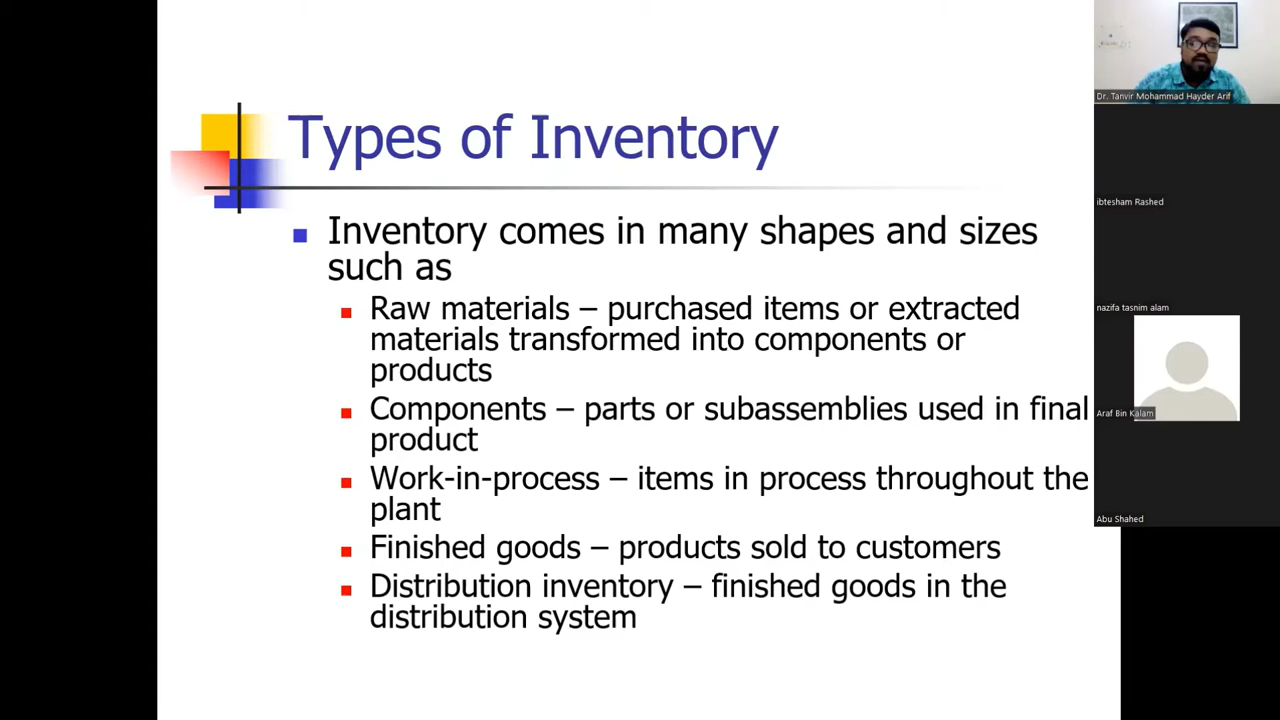 Types of Inventory
Inventory comes in many shapes and sizes
such as
Raw materials – purchased items or extracted
materials transformed into components or
products
Components – parts or subassemblies used in final
product
Work-in-process – items in process throughout the
plant
Finished goods – products sold to customers
Distribution inventory – finished goods in the
distribution system
Dr. Tanvir Mohammad Hayder Arif
ibtesham Rashed
nazifa tasnim alam
Araf Bin Kalam
Abu Shahed